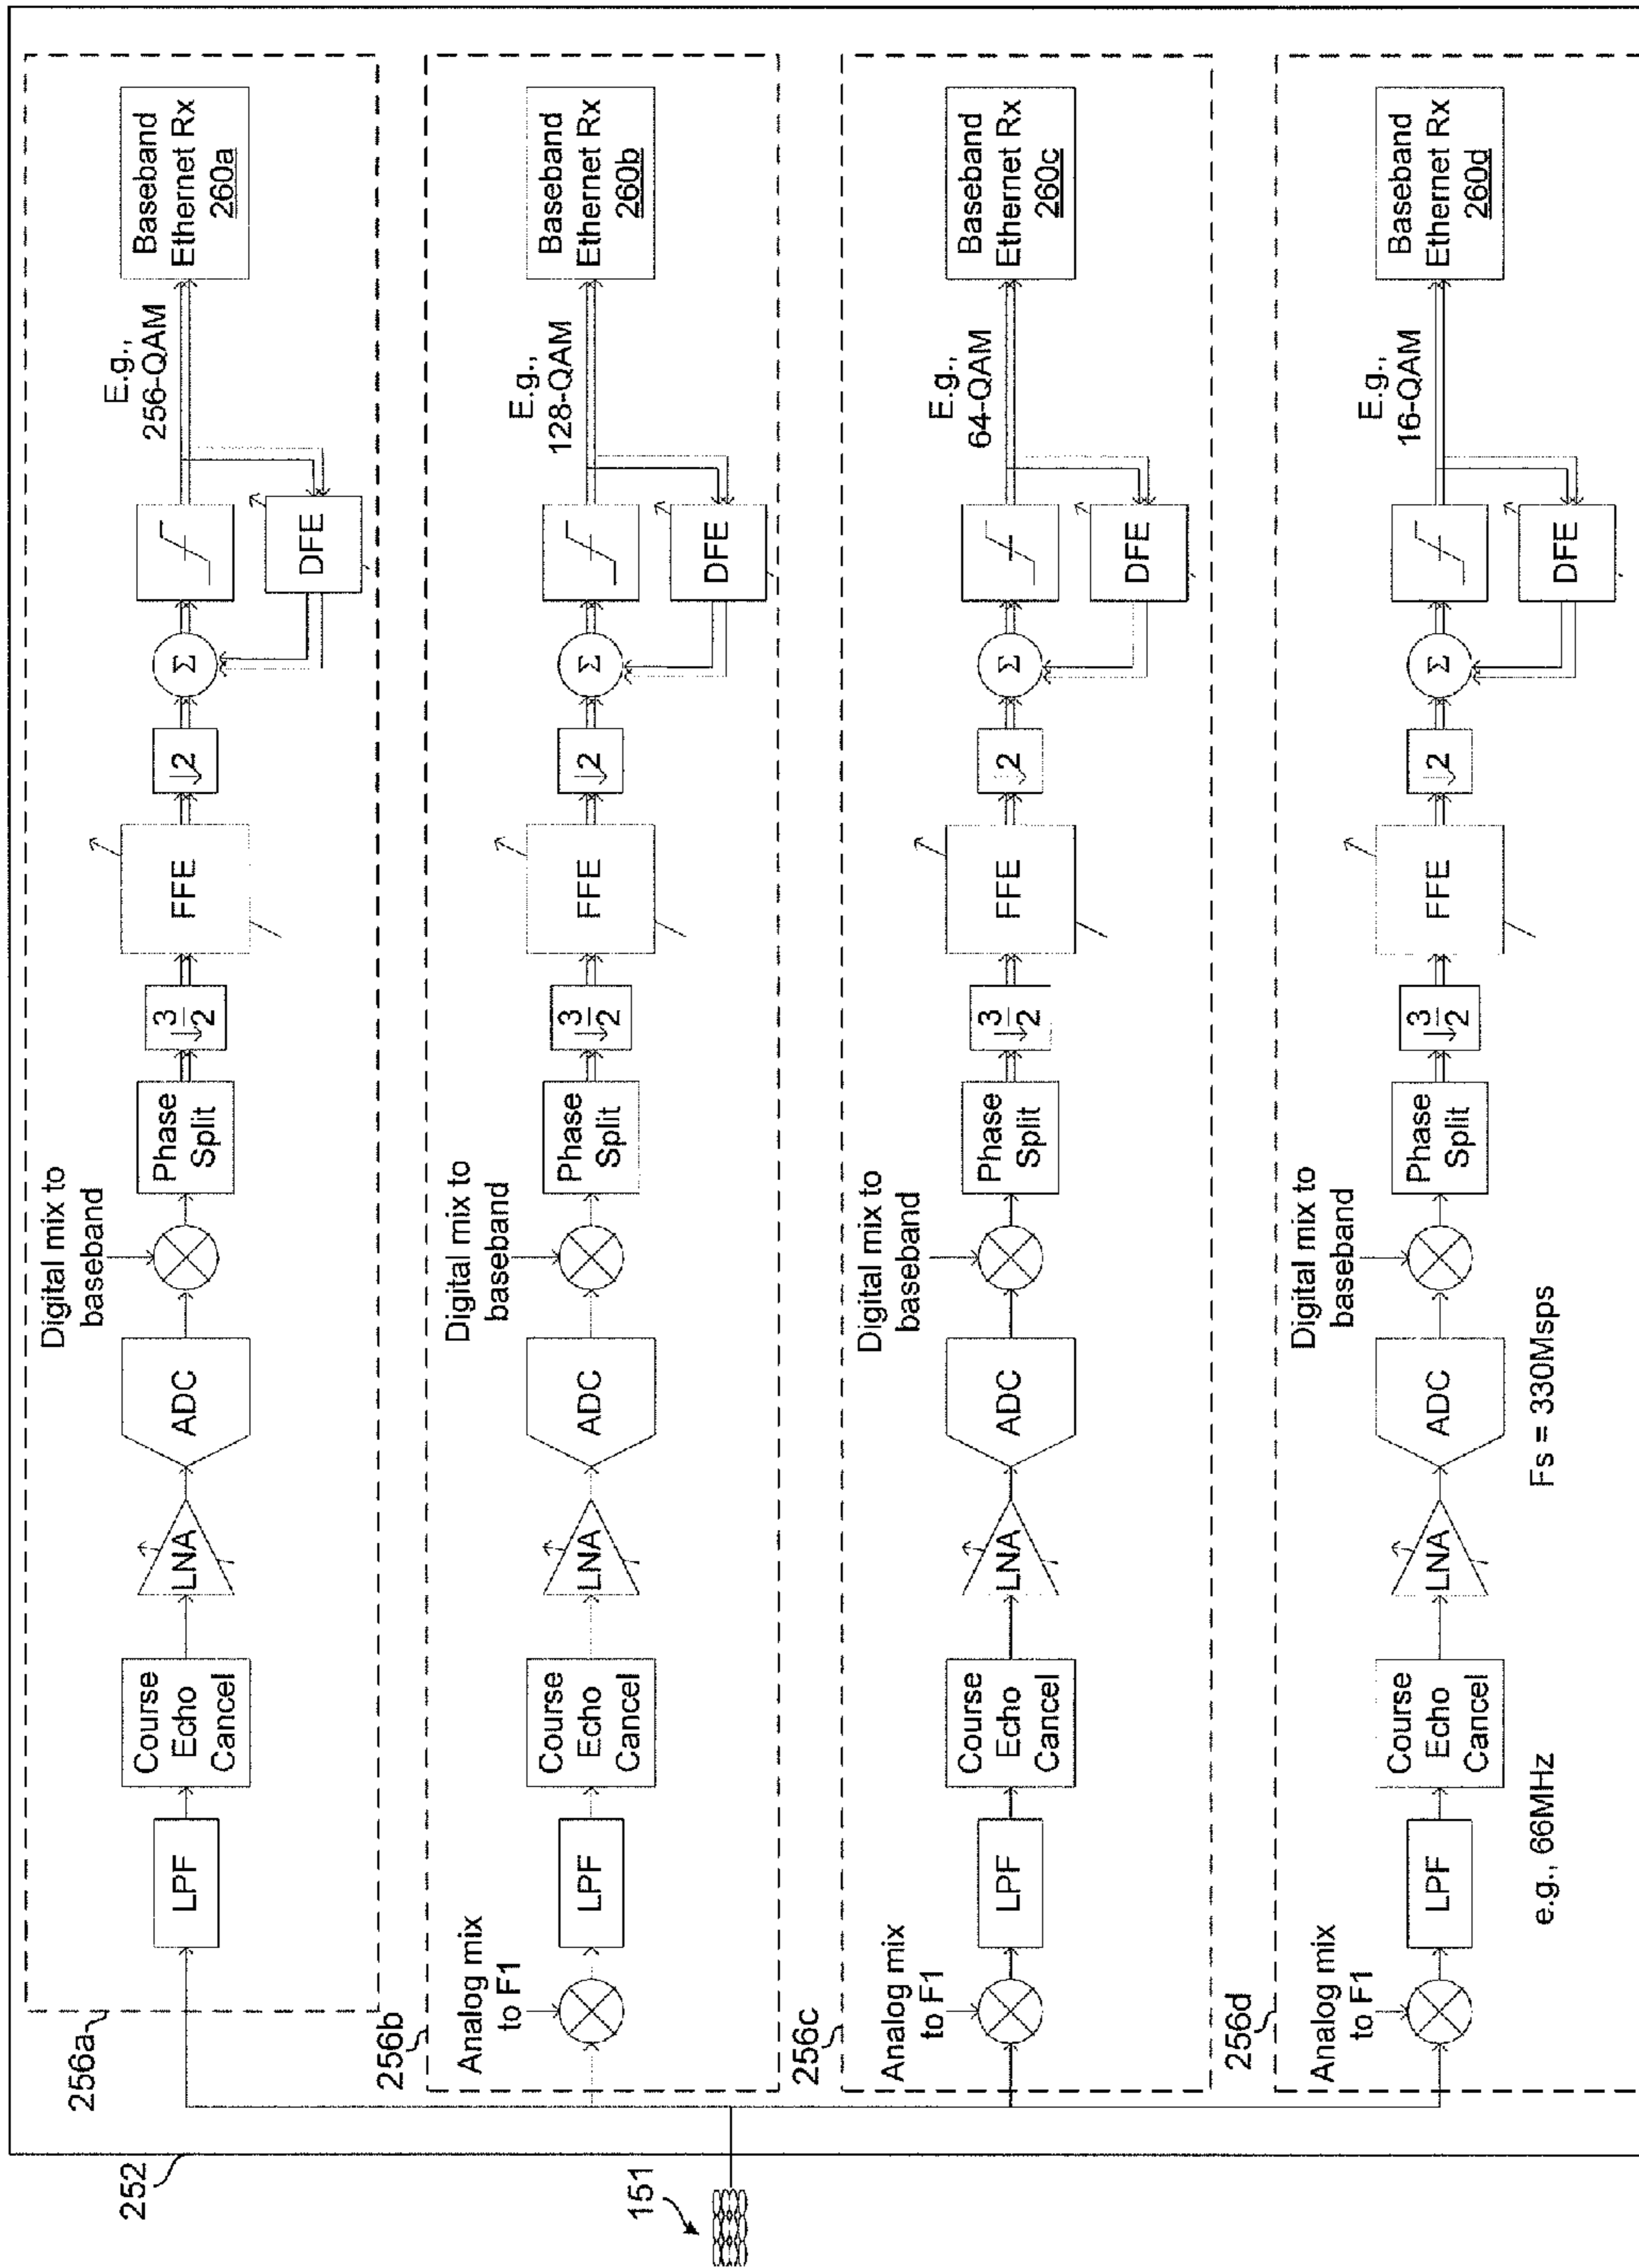 252
151
256a
LPF
Course
Echo
Cancel
LNA
ADC
Digital mix to
baseband
Phase
Split
↓3/2
FFE
↓2
Σ
DFE
E.g.,
256-QAM
Baseband
Ethernet Rx
260a
256b
Analog mix
to F1
LPF
Course
Echo
Cancel
LNA
ADC
Digital mix to
baseband
Phase
Split
↓3/2
FFE
↓2
Σ
DFE
E.g.,
128-QAM
Baseband
Ethernet Rx
260b
256c
Analog mix
to F1
LPF
Course
Echo
Cancel
LNA
ADC
Digital mix to
baseband
Phase
Split
↓3/2
FFE
↓2
Σ
DFE
E.g.,
64-QAM
Baseband
Ethernet Rx
260c
256d
Analog mix
to F1
LPF
Course
Echo
Cancel
LNA
ADC
Digital mix to
baseband
Phase
Split
↓3/2
FFE
↓2
Σ
DFE
E.g.,
16-QAM
Baseband
Ethernet Rx
260d
e.g., 66MHz
Fs = 330Msps